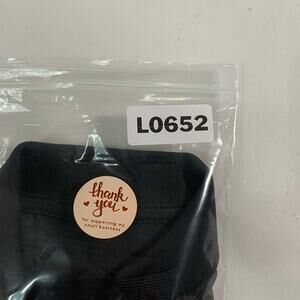 L0652
thank
you
for supporting my
small business